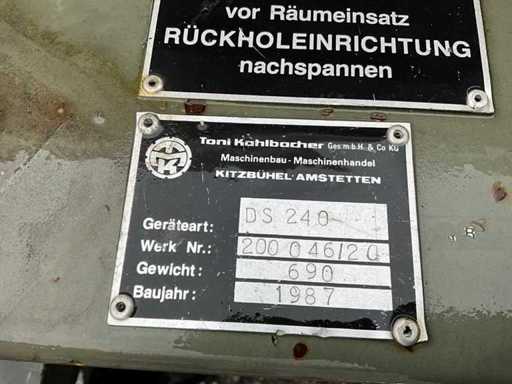 vor Räumeinsatz
RÜCKHOLEINRICHTUNG
nachspannen
Toni Kahlbacher Ges.m.b.H. & Co KG
Maschinenbau - Maschinenhandel
KITZBÜHEL - AMSTETTEN
Geräteart: DS 240
Werk Nr.: 200 046/20
Gewicht: 690
Baujahr: 1987